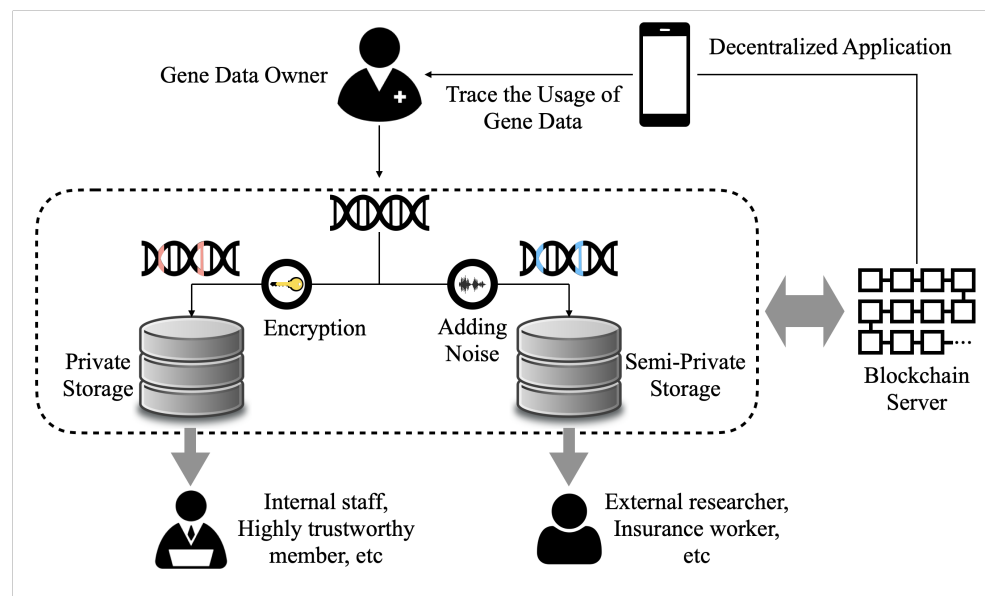 Gene Data Owner
Decentralized Application
Trace the Usage of
Gene Data
Encryption
Adding
Noise
Private
Storage
Semi-Private
Storage
Blockchain
Server
Internal staff,
Highly trustworthy
member, etc
External researcher,
Insurance worker,
etc